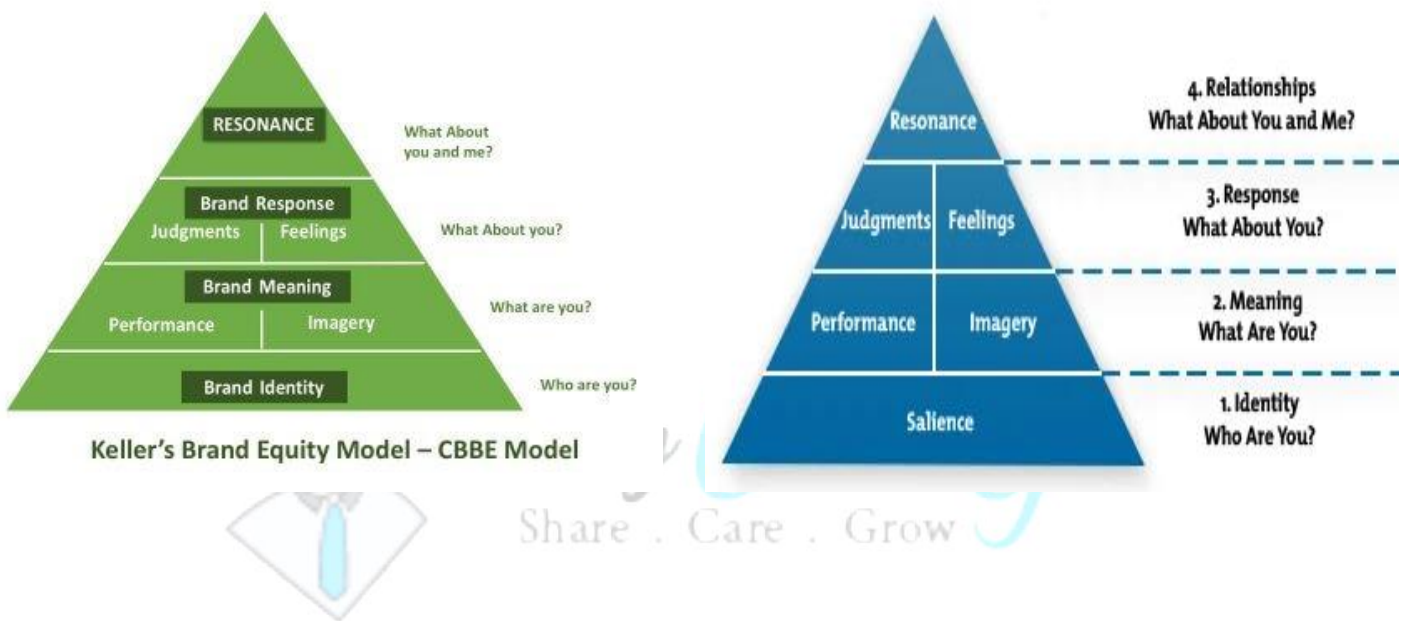 RESONANCE
What About
you and me?
Brand Response
Judgments
Feelings
What About you?
Brand Meaning
Performance
Imagery
What are you?
Brand Identity
Who are you?
Keller's Brand Equity Model – CBBE Model
Resonance
4. Relationships
What About You and Me?
Judgments
Feelings
3. Response
What About You?
Performance
Imagery
2. Meaning
What Are You?
Salience
1. Identity
Who Are You?
Share . Care . Grow